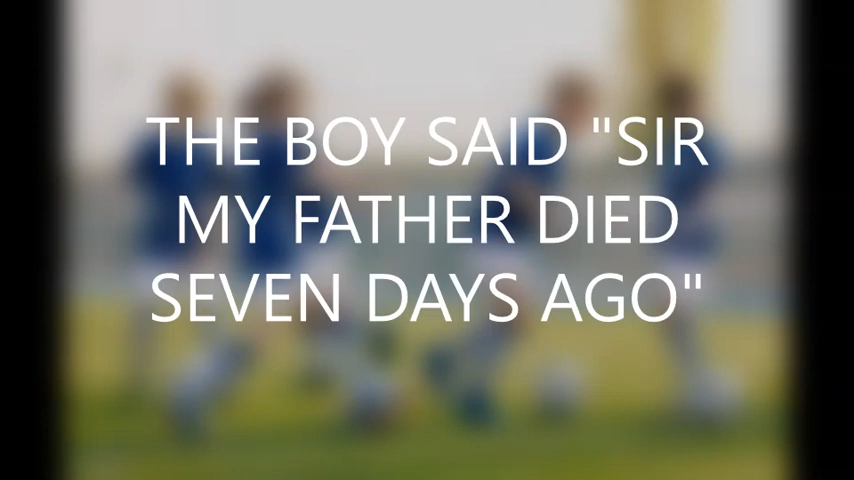 THE BOY SAID "SIR
MY FATHER DIED
SEVEN DAYS AGO"